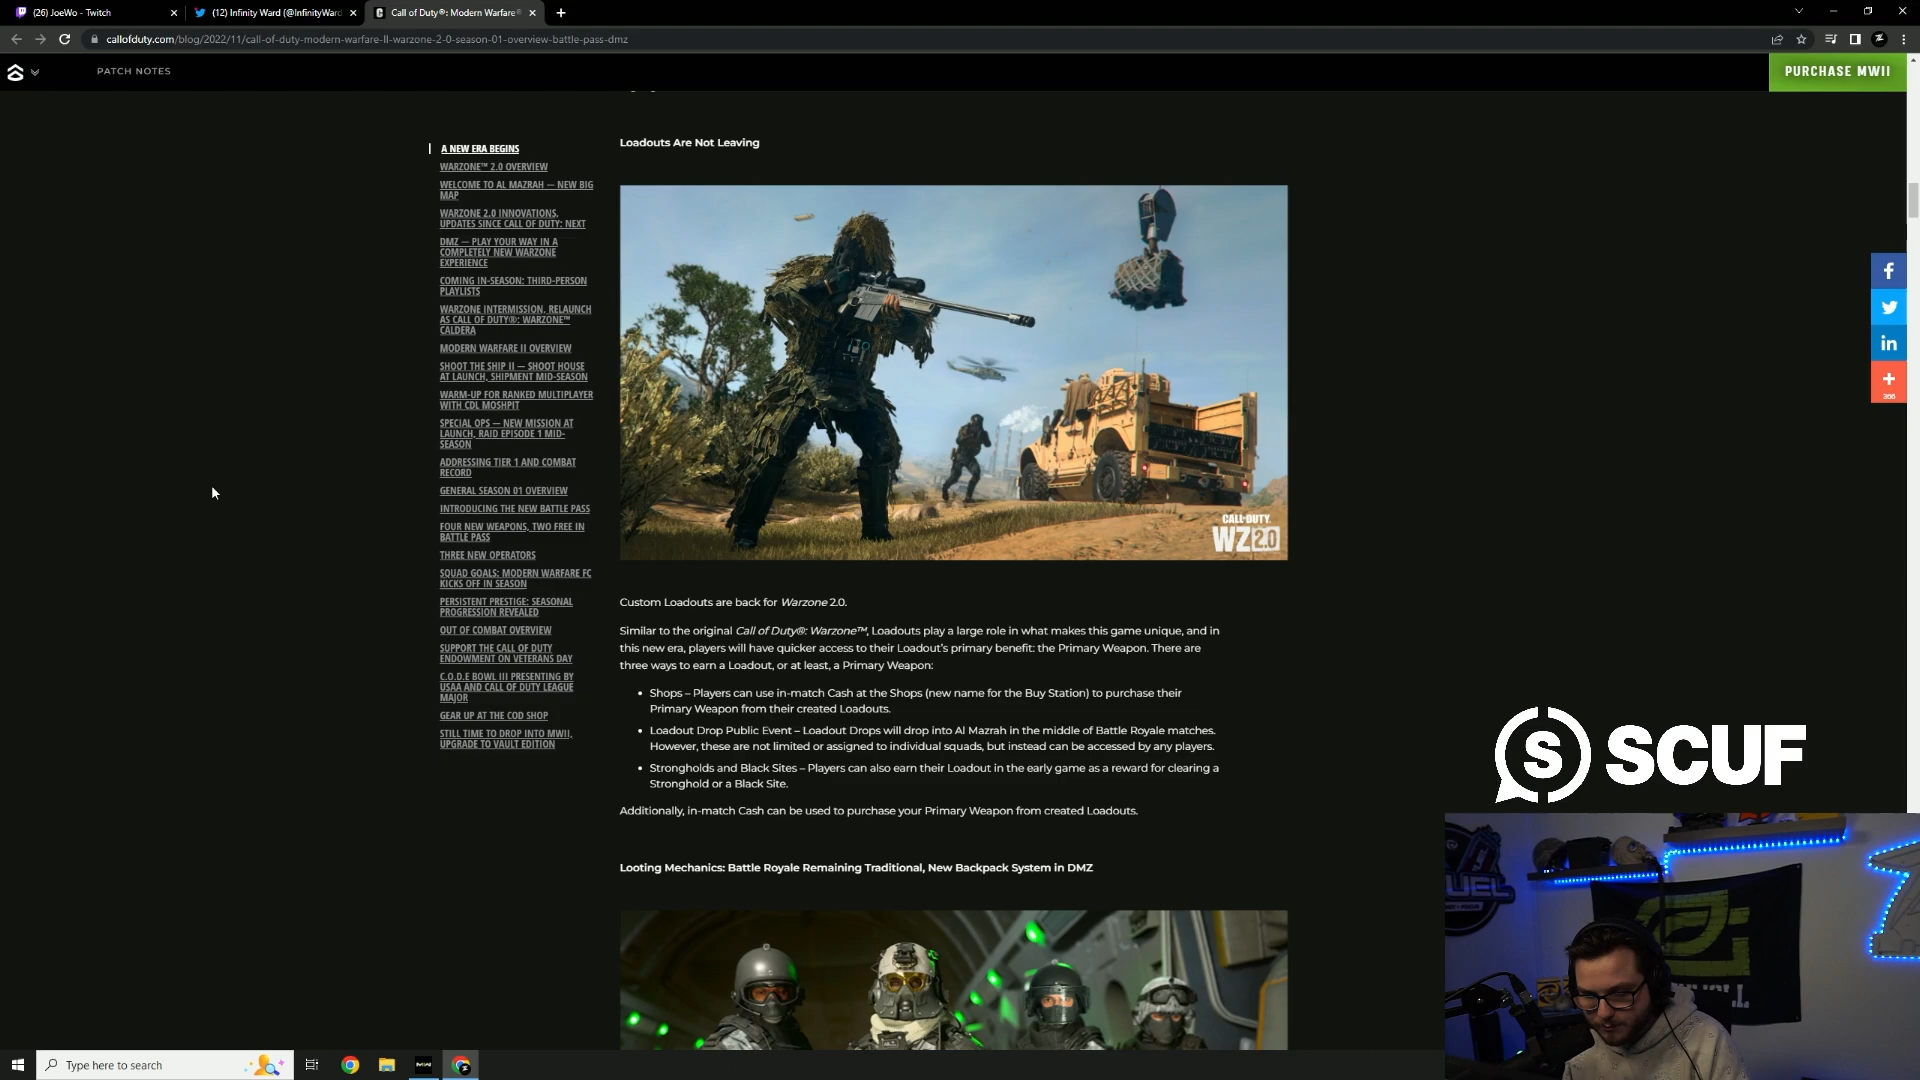 (26) JoeWo - Twitch
(12) Infinity Ward (@InfinityWard
Call of Duty®: Modern Warfare®
callofduty.com/blog/2022/11/call-of-duty-modern-warfare-II-warzone-2-0-season-01-overview-battle-pass-dmz
PATCH NOTES
PURCHASE MWII
A NEW ERA BEGINS
WARZONE™ 2.0 OVERVIEW
WELCOME TO AL MAZRAH — NEW BIG
MAP
WARZONE 2.0 INNOVATIONS,
UPDATES SINCE CALL OF DUTY: NEXT
DMZ — PLAY YOUR WAY IN A
COMPLETELY NEW WARZONE
EXPERIENCE
COMING IN-SEASON: THIRD-PERSON
PLAYLISTS
WARZONE INTERMISSION, RELAUNCH
AS CALL OF DUTY®: WARZONE™
CALDERA
MODERN WARFARE II OVERVIEW
SHOOT THE SHIP II — SHOOT HOUSE
AT LAUNCH, SHIPMENT MID-SEASON
WARM-UP FOR RANKED MULTIPLAYER
WITH CDL MOSHPIT
SPECIAL OPS — NEW MISSION AT
LAUNCH, RAID EPISODE 1 MID-
SEASON
ADDRESSING TIER 1 AND COMBAT
RECORD
GENERAL SEASON 01 OVERVIEW
INTRODUCING THE NEW BATTLE PASS
FOUR NEW WEAPONS, TWO FREE IN
BATTLE PASS
THREE NEW OPERATORS
SQUAD GOALS: MODERN WARFARE FC
KICKS OFF IN SEASON
PERSISTENT PRESTIGE: SEASONAL
PROGRESSION REVEALED
OUT OF COMBAT OVERVIEW
SUPPORT THE CALL OF DUTY
ENDOWMENT ON VETERANS DAY
C.O.D.E BOWL III PRESENTING BY
USAA AND CALL OF DUTY LEAGUE
MAJOR
GEAR UP AT THE COD SHOP
STILL TIME TO DROP INTO MWII,
UPGRADE TO VAULT EDITION
Loadouts Are Not Leaving
CALL OF DUTY.
WZ 2.0
Custom Loadouts are back for Warzone 2.0.
Similar to the original Call of Duty®: Warzone™, Loadouts play a large role in what makes this game unique, and in
this new era, players will have quicker access to their Loadout's primary benefit: the Primary Weapon. There are
three ways to earn a Loadout, or at least, a Primary Weapon:
• Shops – Players can use in-match Cash at the Shops (new name for the Buy Station) to purchase their
Primary Weapon from their created Loadouts.
• Loadout Drop Public Event – Loadout Drops will drop into Al Mazrah in the middle of Battle Royale matches.
However, these are not limited or assigned to individual squads, but instead can be accessed by any players.
• Strongholds and Black Sites – Players can also earn their Loadout in the early game as a reward for clearing a
Stronghold or a Black Site.
Additionally, in-match Cash can be used to purchase your Primary Weapon from created Loadouts.
Looting Mechanics: Battle Royale Remaining Traditional, New Backpack System in DMZ
f
in
366
S SCUF
Type here to search